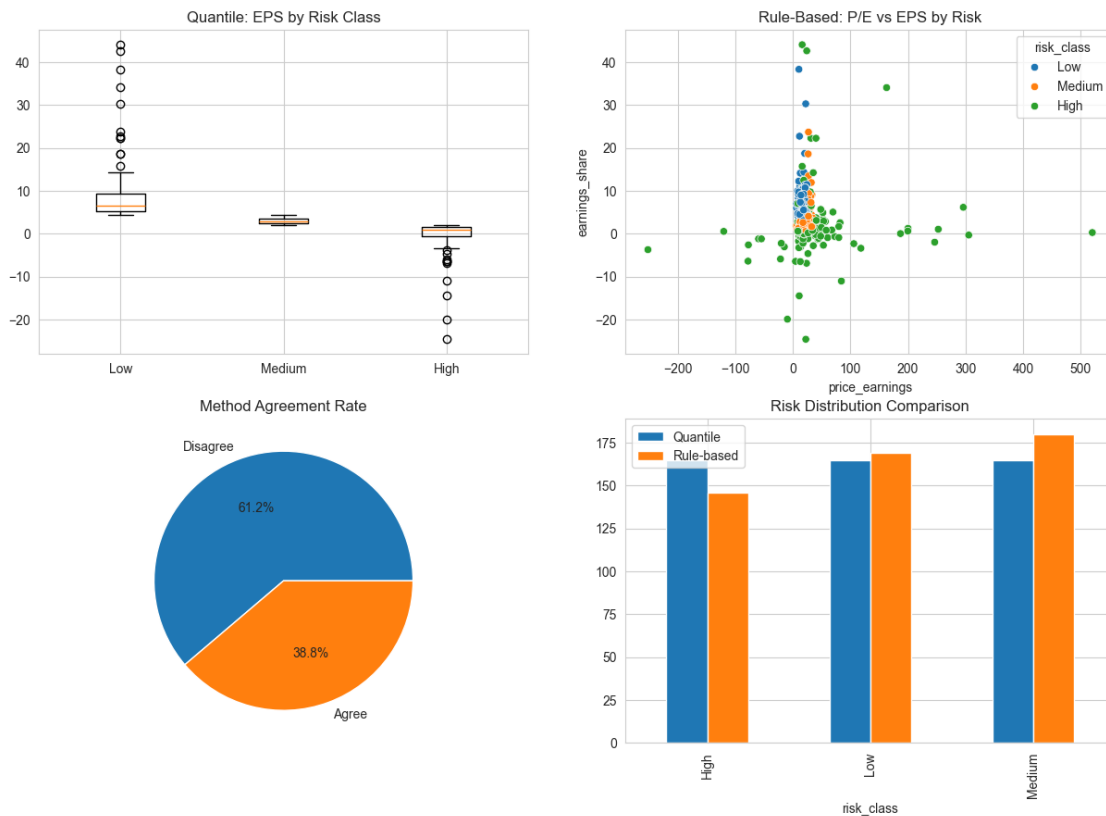 Quantile: EPS by Risk Class
40
30
20
10
0
−10
−20
Low Medium High
Rule-Based: P/E vs EPS by Risk
risk_class
Low
Medium
High
earnings_share
40
30
20
10
0
−10
−20
−200 −100 0 100 200 300 400 500
price_earnings
Method Agreement Rate
Disagree
61.2%
38.8%
Agree
Risk Distribution Comparison
Quantile
Rule-based
175
150
125
100
75
50
25
0
High Low Medium
risk_class